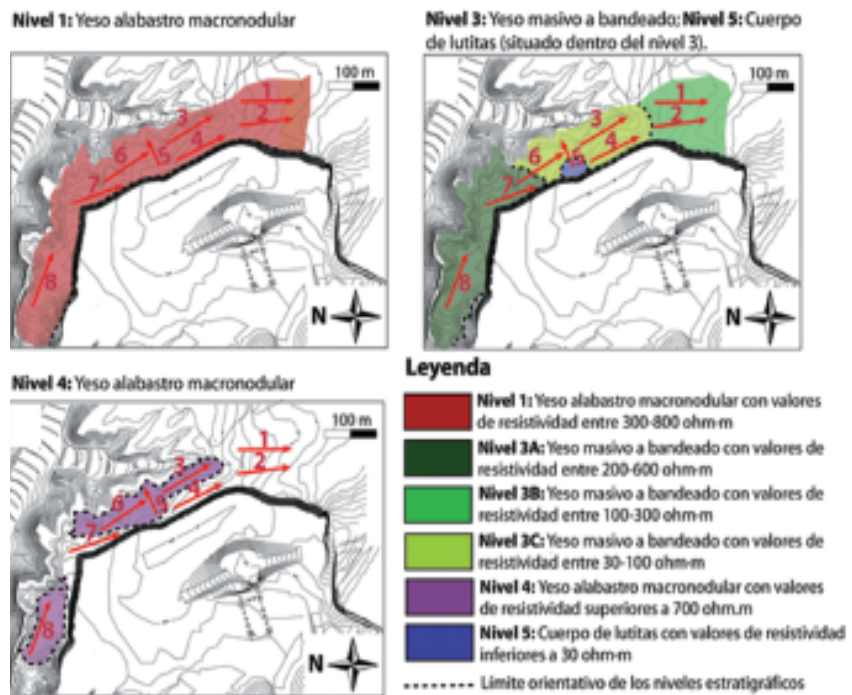 Nivel 1: Yeso alabastro macronodular
100 m
1
2
3
4
5
6
7
8
N
Nivel 3: Yeso masivo a bandeado; Nivel 5: Cuerpo
de lutitas (situado dentro del nivel 3).
100 m
1
2
3
4
5
6
7
8
N
Nivel 4: Yeso alabastro macronodular
100 m
1
2
3
4
5
6
7
8
N
Leyenda
Nivel 1: Yeso alabastro macronodular con valores
de resistividad entre 300-800 ohm-m
Nivel 3A: Yeso masivo a bandeado con valores de
resistividad entre 200-600 ohm-m
Nivel 3B: Yeso masivo a bandeado con valores de
resistividad entre 100-300 ohm-m
Nivel 3C: Yeso masivo a bandeado con valores de
resistividad entre 30-100 ohm-m
Nivel 4: Yeso alabastro macronodular con valores
de resistividad superiores a 700 ohm.m
Nivel 5: Cuerpo de lutitas con valores de resistividad
inferiores a 30 ohm-m
Limite orientativo de los niveles estratigráficos